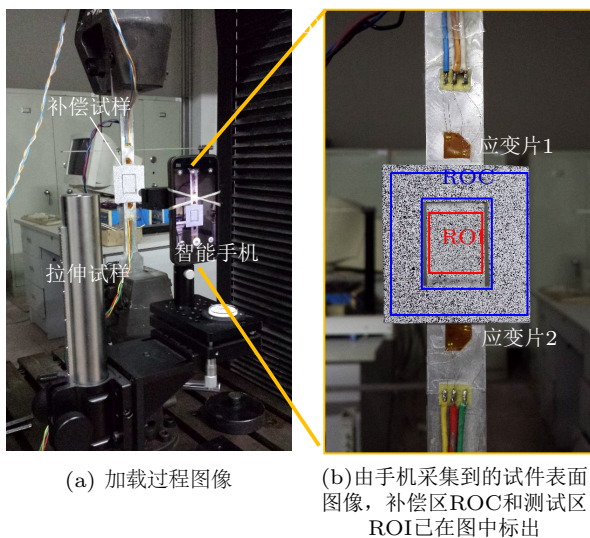 补偿试样
智能手机
拉伸试样
应变片1
ROC
ROI
应变片2
(a) 加载过程图像
(b)由手机采集到的试件表面
图像，补偿区ROC和测试区
ROI已在图中标出